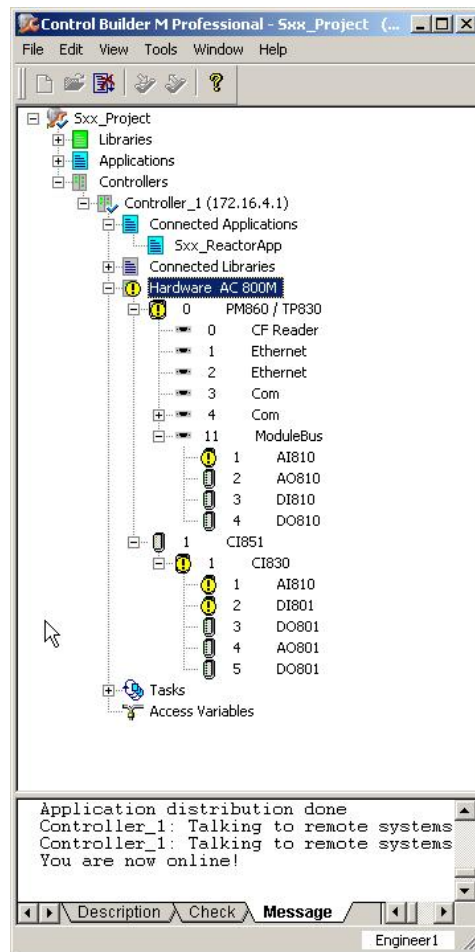 Control Builder M Professional - Sxx_Project (...
File Edit View Tools Window Help
Sxx_Project
Libraries
Applications
Controllers
Controller_1 (172.16.4.1)
Connected Applications
Sxx_ReactorApp
Connected Libraries
Hardware AC 800M
0 PM860 / TP830
0 CF Reader
1 Ethernet
2 Ethernet
3 Com
4 Com
11 ModuleBus
1 AI810
2 AO810
3 DI810
4 DO810
1 CI851
1 CI830
1 AI810
2 DI801
3 DO801
4 AO801
5 DO801
Tasks
Access Variables
Application distribution done
Controller_1: Talking to remote systems
Controller_1: Talking to remote systems
You are now online!
Description Check Message
Engineer1